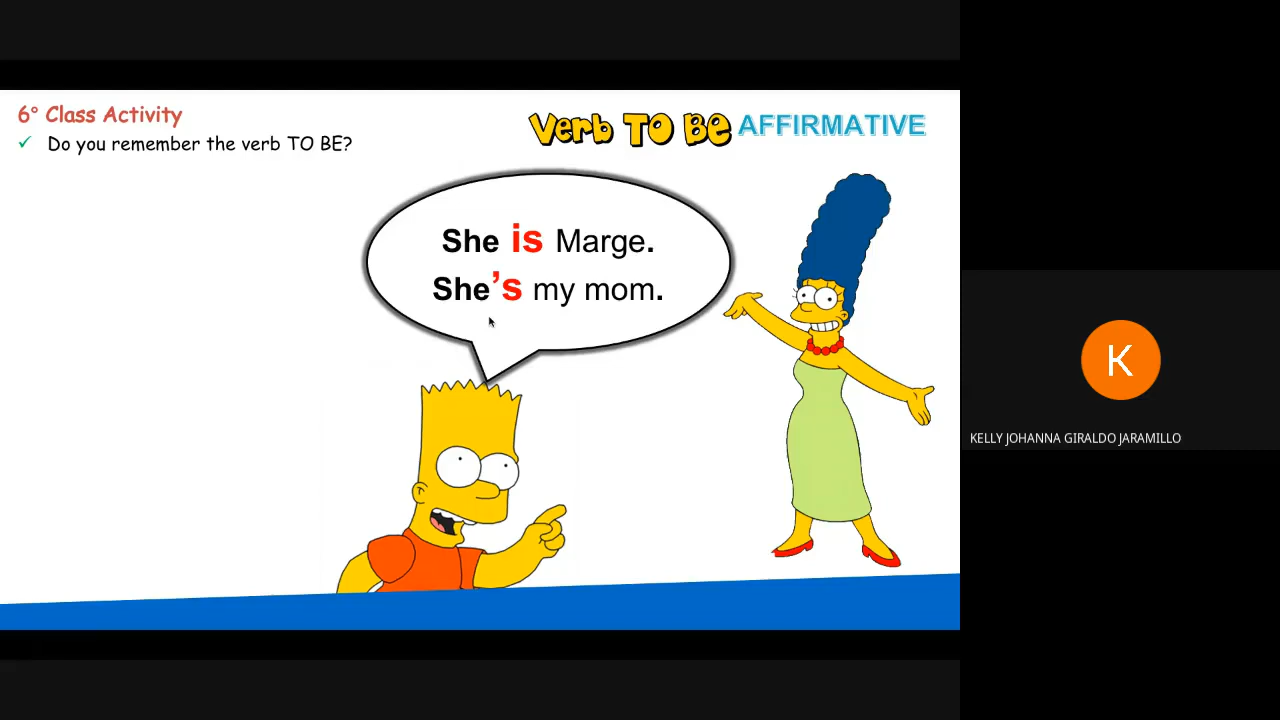 6° Class Activity
✓ Do you remember the verb TO BE?
Verb TO BE AFFIRMATIVE
She is Marge.
She's my mom.
K
KELLY JOHANNA GIRALDO JARAMILLO